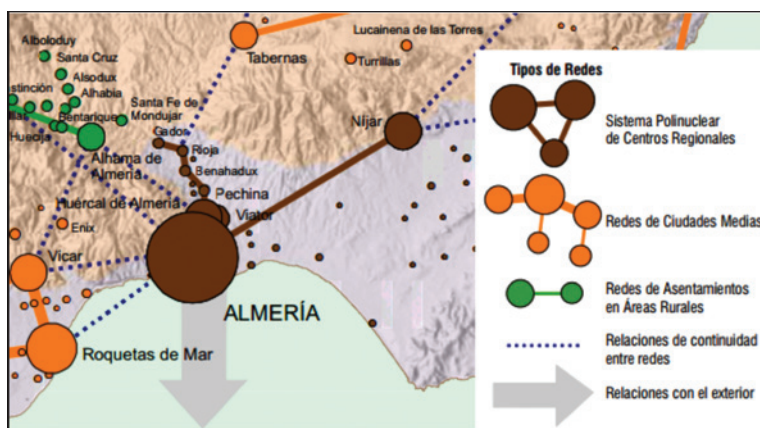 Alboloduy
Santa Cruz
Alsodux
Alhabia
stinción
Bentarique
Huecija
Santa Fe de
Mondujar
Alhama de
Almería
Tabernas
Lucainena de las Torres
Turrillas
Níjar
Gador
Rioja
Benahadux
Pechina
Huercal de Almería
Viator
Enix
Vicar
ALMERÍA
Roquetas de Mar
Tipos de Redes
Sistema Polinuclear
de Centros Regionales
Redes de Ciudades Medias
Redes de Asentamientos
en Áreas Rurales
Relaciones de continuidad
entre redes
Relaciones con el exterior